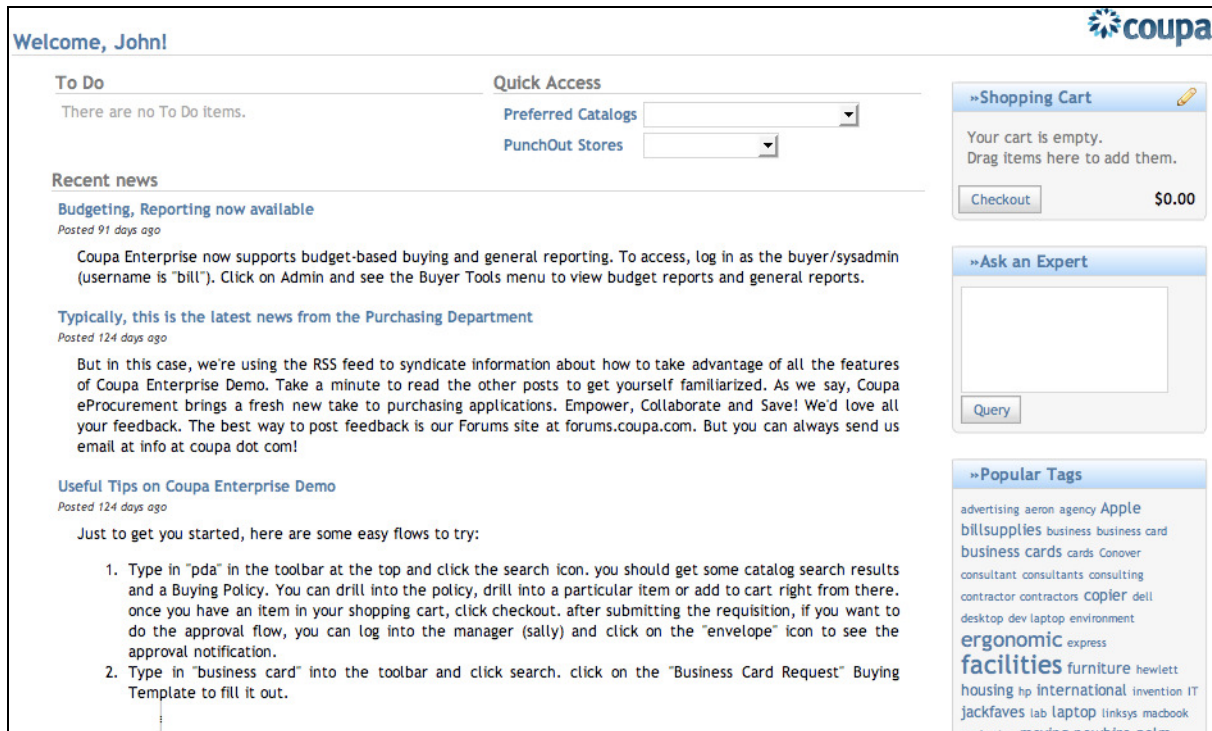 Welcome, John!
coupa
To Do
There are no To Do items.
Quick Access
Preferred Catalogs
PunchOut Stores
Recent news
Budgeting, Reporting now available
Posted 91 days ago
Coupa Enterprise now supports budget-based buying and general reporting. To access, log in as the buyer/sysadmin
(username is "bill"). Click on Admin and see the Buyer Tools menu to view budget reports and general reports.
Typically, this is the latest news from the Purchasing Department
Posted 124 days ago
But in this case, we're using the RSS feed to syndicate information about how to take advantage of all the features
of Coupa Enterprise Demo. Take a minute to read the other posts to get yourself familiarized. As we say, Coupa
eProcurement brings a fresh new take to purchasing applications. Empower, Collaborate and Save! We'd love all
your feedback. The best way to post feedback is our Forums site at forums.coupa.com. But you can always send us
email at info at coupa dot com!
Useful Tips on Coupa Enterprise Demo
Posted 124 days ago
Just to get you started, here are some easy flows to try:
1. Type in "pda" in the toolbar at the top and click the search icon. you should get some catalog search results
and a Buying Policy. You can drill into the policy, drill into a particular item or add to cart right from there.
once you have an item in your shopping cart, click checkout. after submitting the requisition, if you want to
do the approval flow, you can log into the manager (sally) and click on the "envelope" icon to see the
approval notification.
2. Type in "business card" into the toolbar and click search. click on the "Business Card Request" Buying
Template to fill it out.
»Shopping Cart
Your cart is empty.
Drag items here to add them.
Checkout $0.00
»Ask an Expert
Query
»Popular Tags
advertising aeron agency Apple
billsupplies business business card
business cards cards Conover
consultant consultants consulting
contractor contractors copier dell
desktop dev laptop environment
ergonomic express
facilities furniture hewlett
housing hp international invention IT
jackfaves lab laptop linksys macbook